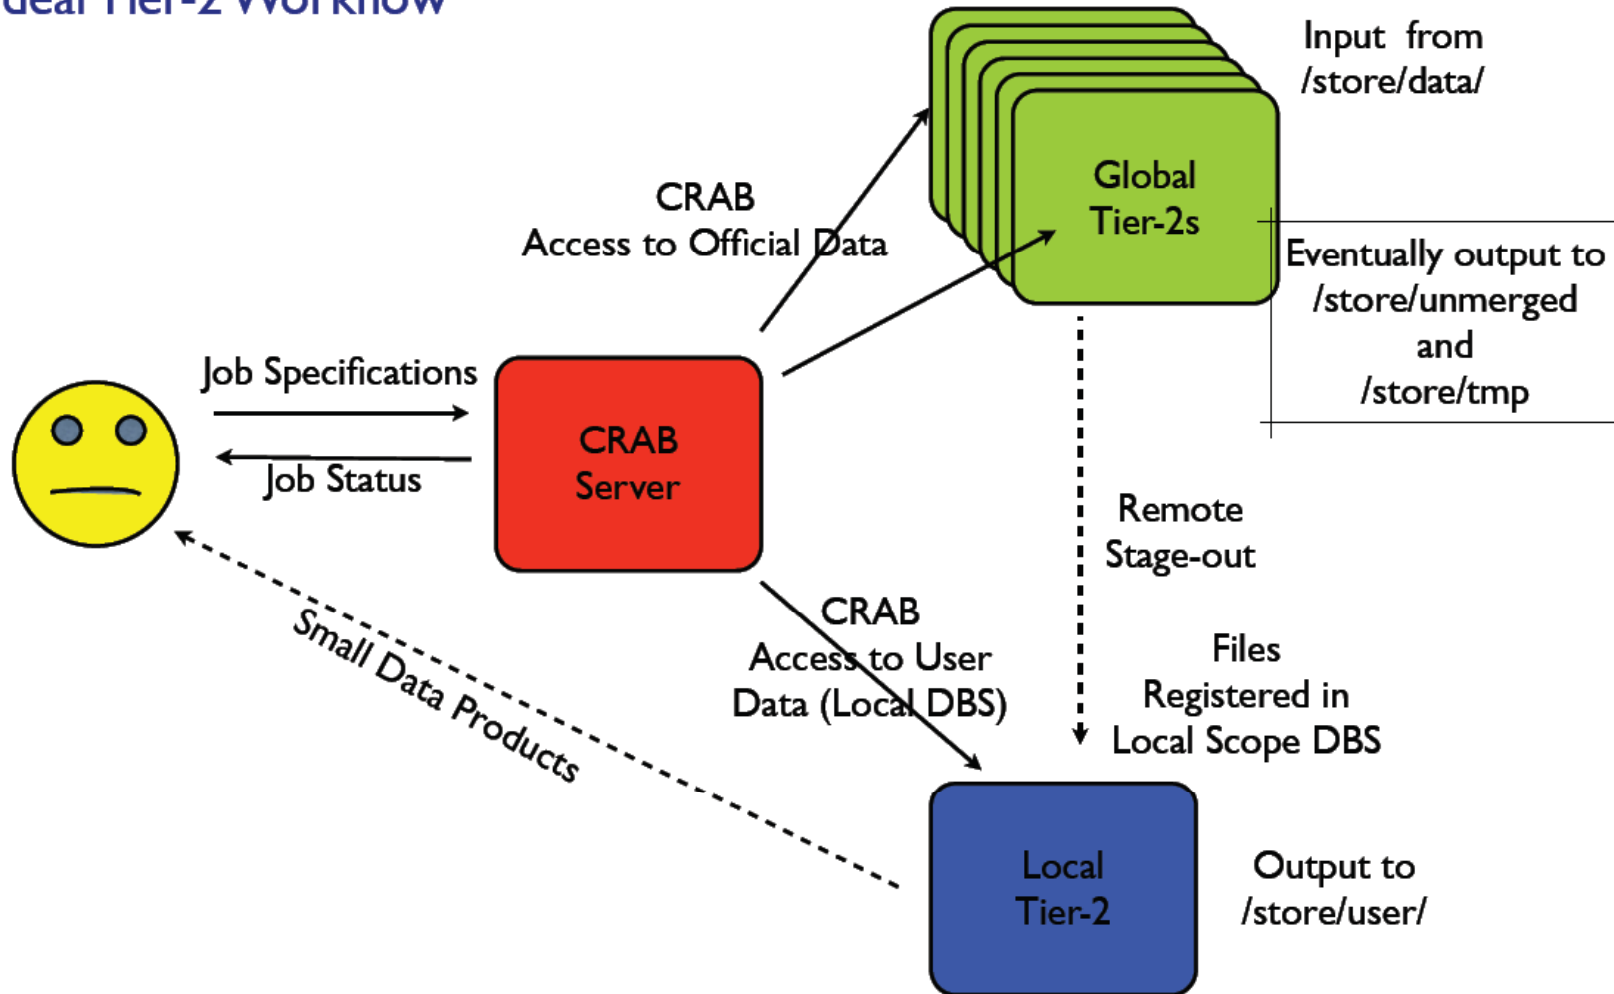 Tier-2
Input from
/store/data/
Global
Tier-2s
CRAB
Access to Official Data
Eventually output to
/store/unmerged
and
/store/tmp
Job Specifications
Job Status
CRAB
Server
Remote
Stage-out
CRAB
Access to User
Data (Local DBS)
Files
Registered in
Local Scope DBS
Small Data Products
Local
Tier-2
Output to
/store/user/